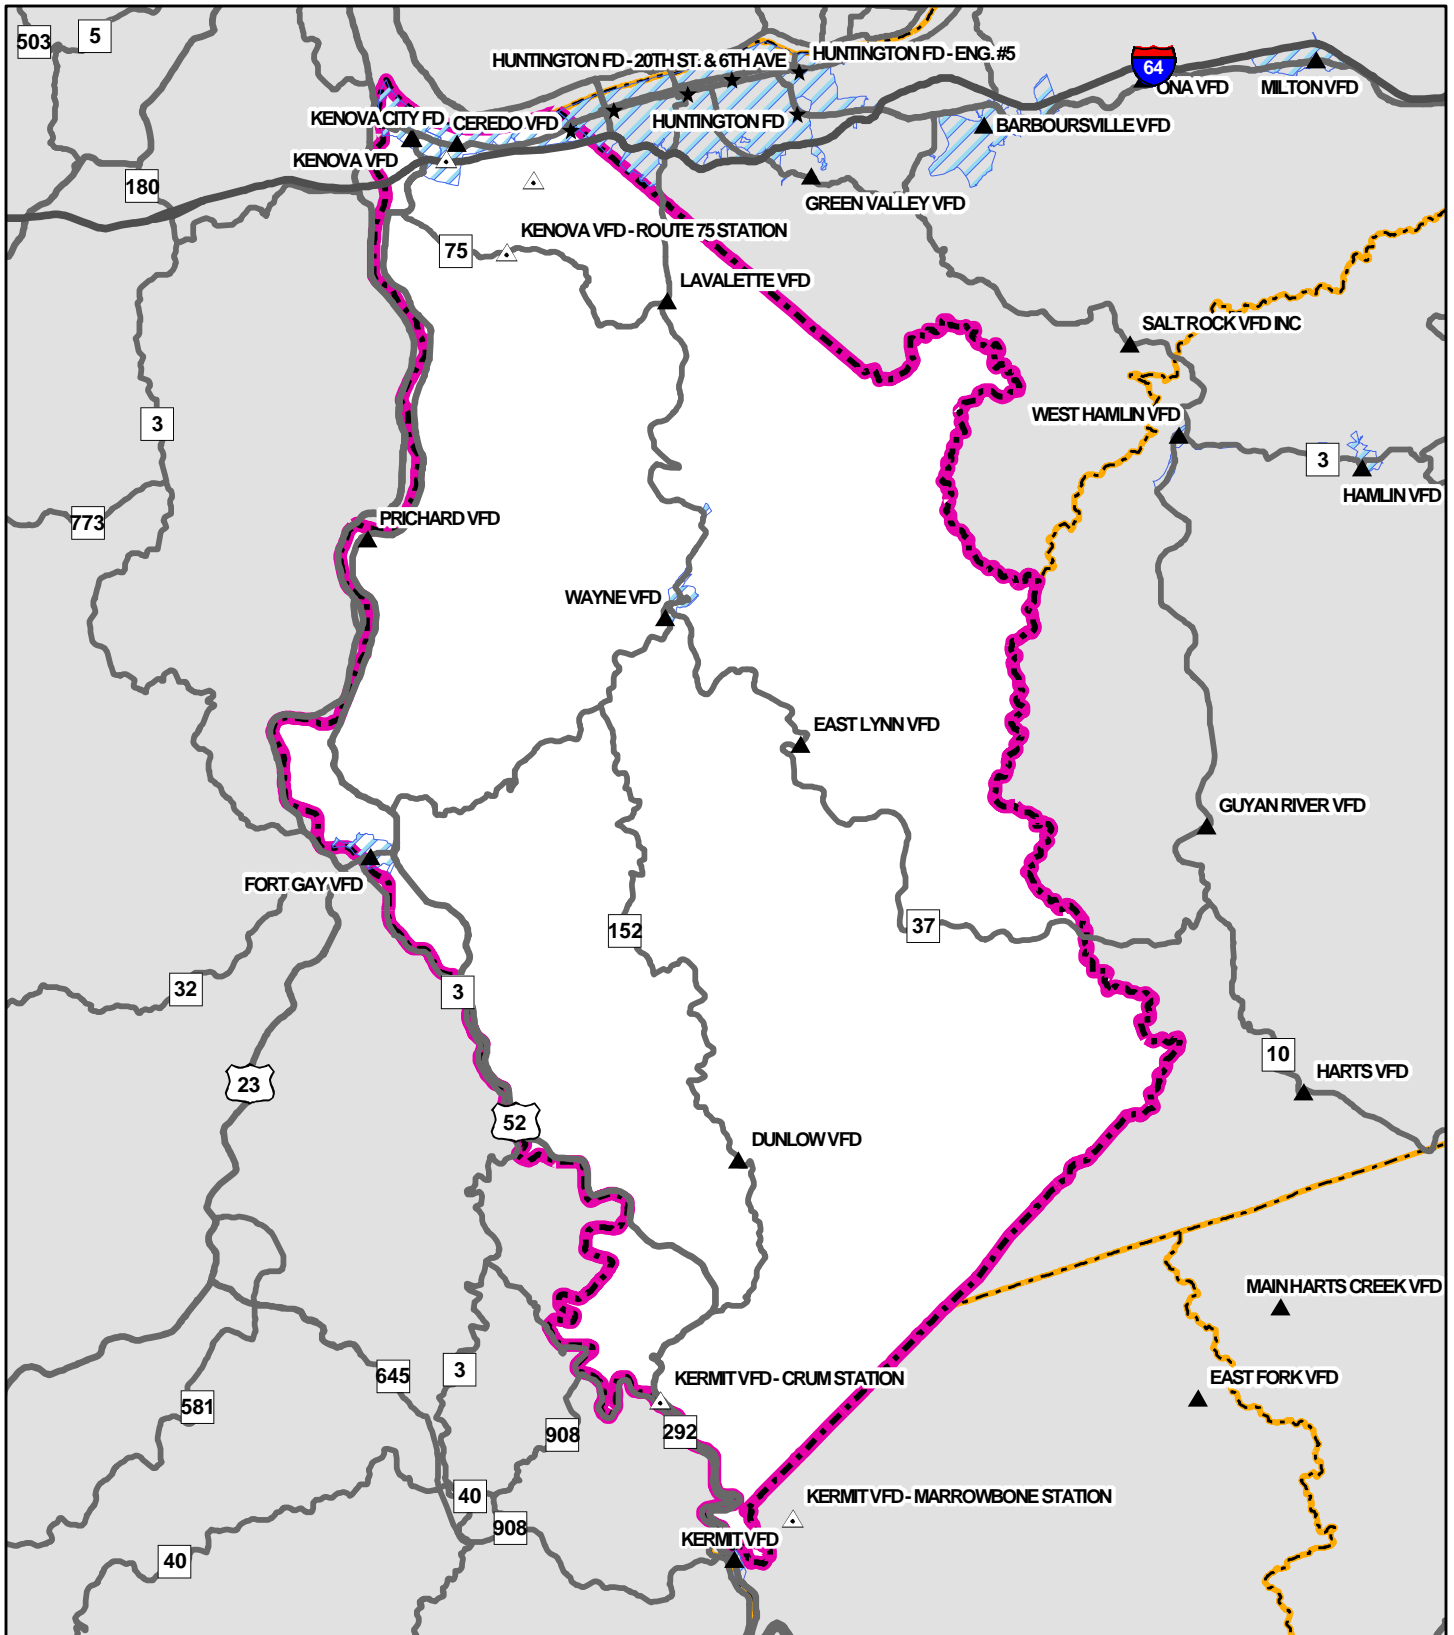 503
5
HUNTINGTON FD - 20TH ST. & 6TH AVE
HUNTINGTON FD - ENG. #5
64
ONA VFD
MILTON VFD
KENOVA CITY FD
CEREDO VFD
HUNTINGTON FD
BARBOURSVILLE VFD
KENOVA VFD
180
GREEN VALLEY VFD
KENOVA VFD - ROUTE 75 STATION
75
LAVALETTE VFD
SALT ROCK VFD INC
3
WEST HAMLIN VFD
3
HAMLIN VFD
773
PRICHARD VFD
WAYNE VFD
EAST LYNN VFD
GUYAN RIVER VFD
FORT GAY VFD
152
37
32
3
10
23
HARTS VFD
52
DUNLOW VFD
MAIN HARTS CREEK VFD
3
645
KERMIT VFD - CRUM STATION
EAST FORK VFD
581
908
292
40
KERMIT VFD - MARROWBONE STATION
908
KERMIT VFD
40